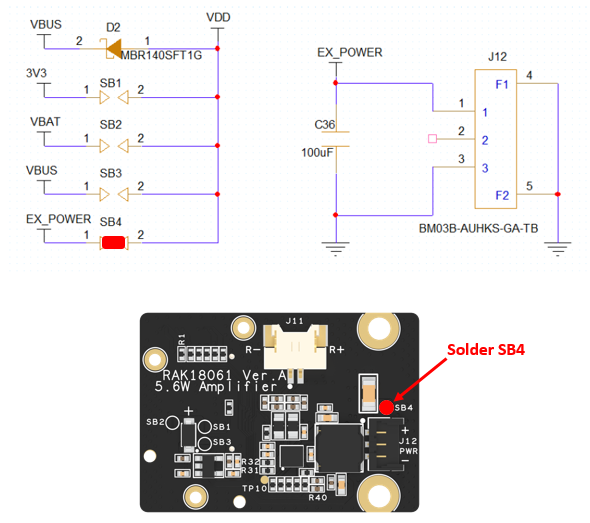 VBUS
D2
VDD
2
1
MBR140SFT1G
3V3
SB1
1
2
VBAT
SB2
1
2
VBUS
SB3
1
2
EX_POWER
SB4
1
2
EX_POWER
J12
F1
4
1
1
C36
2
2
100uF
3
3
F2
5
BM03B-AUHKS-GA-TB
J11
R-
R+
R1
RAK18061 Ver.A
5.6W Amplifier
Solder SB4
SB4
SB2
+
SB1
SB3
+
J12
PWR
-
R32
R31
TP10
R40